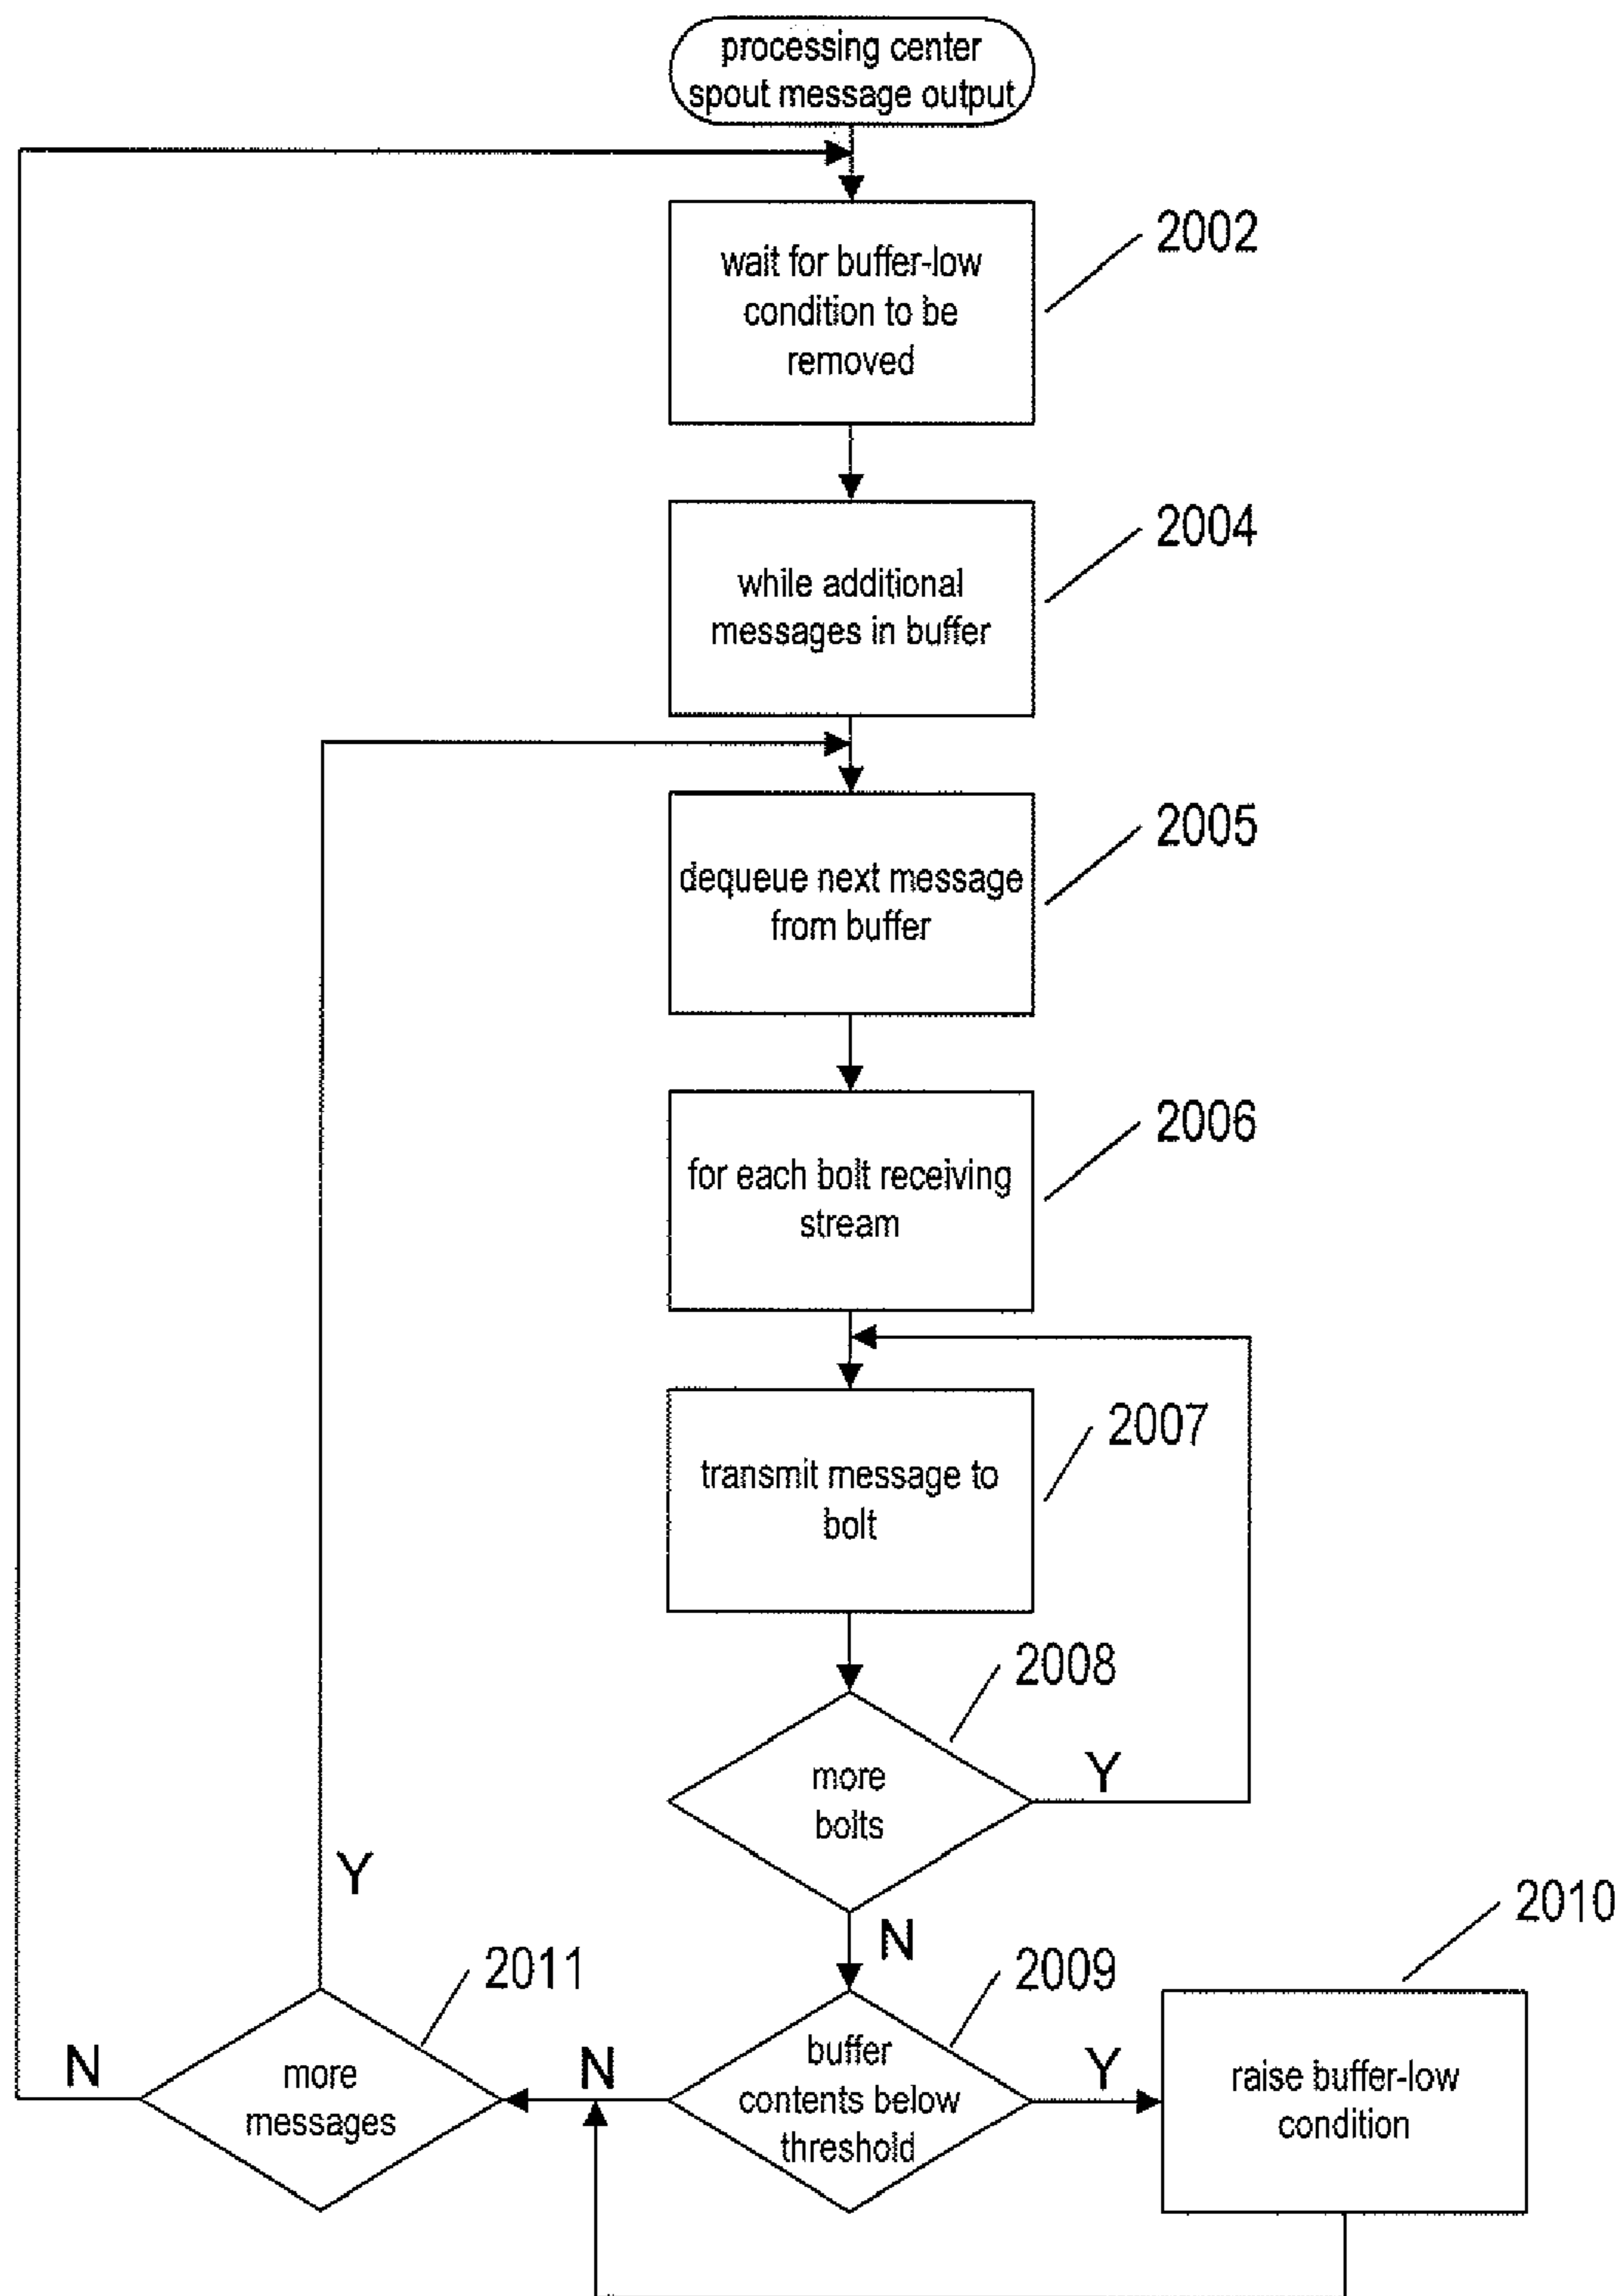 processing center
spout message output
wait for buffer-low
condition to be
removed
2002
while additional
messages in buffer
2004
dequeue next message
from buffer
2005
for each bolt receiving
stream
2006
transmit message to
bolt
2007
more
bolts
2008
Y
N
buffer
contents below
threshold
2009
Y
raise buffer-low
condition
2010
N
more
messages
2011
Y
N